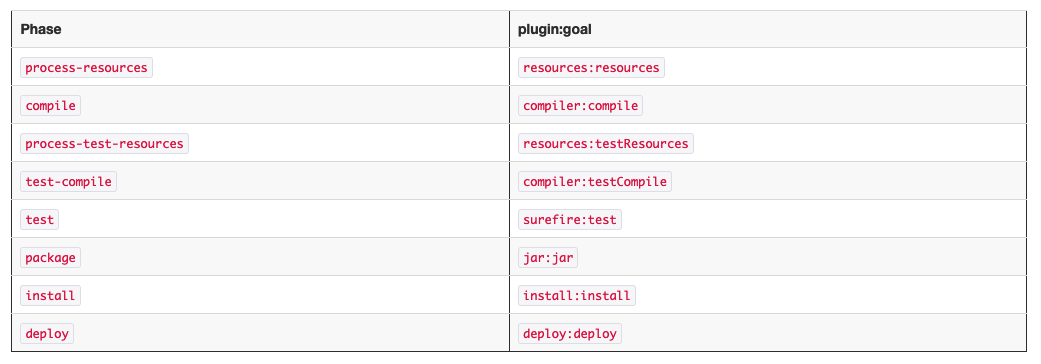 Phase plugin:goal
process-resources resources:resources
compile compiler:compile
process-test-resources resources:testResources
test-compile compiler:testCompile
test surefire:test
package jar:jar
install install:install
deploy deploy:deploy